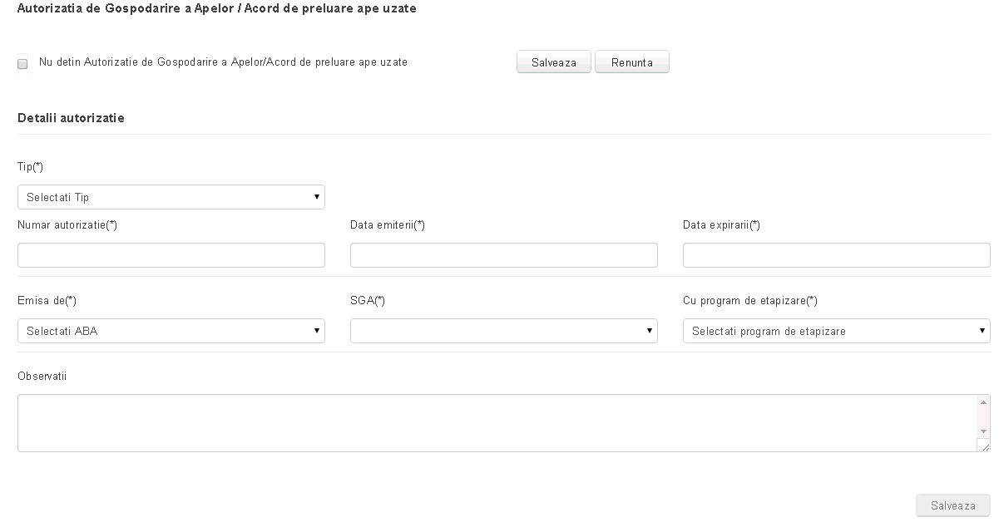 Autorizatia de Gospodarire a Apelor / Acord de preluare ape uzate
Nu detin Autorizatie de Gospodarire a Apelor/Acord de preluare ape uzate Salveaza Renunta
Detalii autorizatie
Tip(*)
Selectati Tip
Numar autorizatie(*) Data emiterii(*) Data expirarii(*)
Emisa de(*) SGA(*) Cu program de etapizare(*)
Selectati ABA Selectati program de etapizare
Observatii
Salveaza